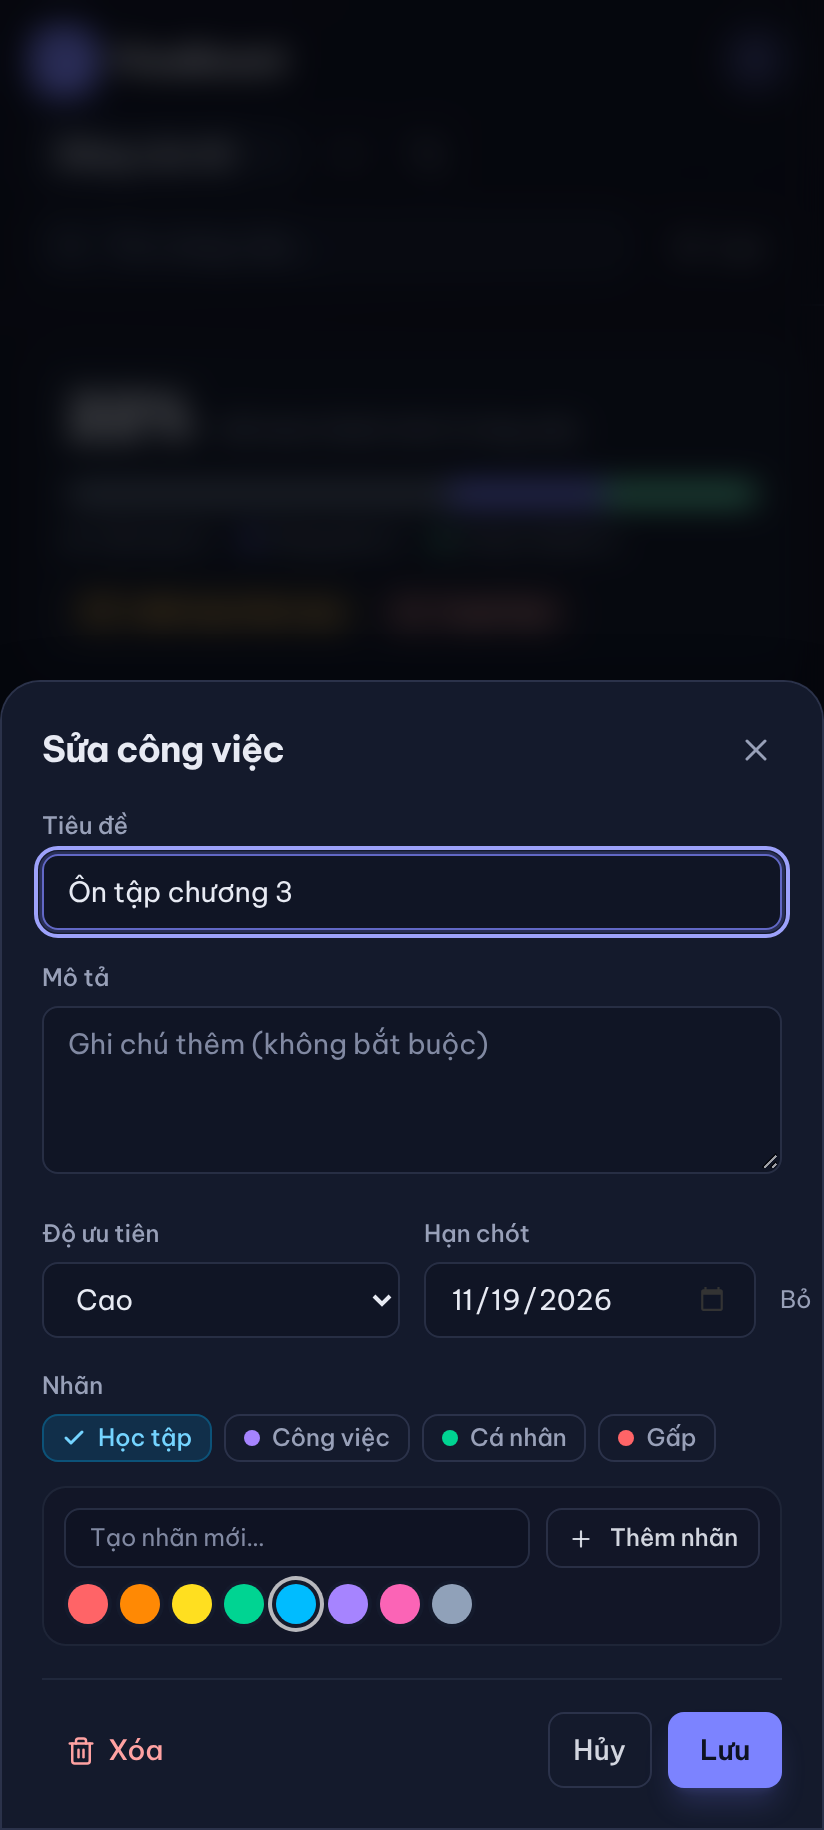 Sửa công việc
Tiêu đề
Ôn tập chương 3
Mô tả
Ghi chú thêm (không bắt buộc)
Độ ưu tiên
Hạn chót
Cao
11/19/2026
Bỏ
Nhãn
Học tập
Công việc
Cá nhân
Gấp
Tạo nhãn mới...
Thêm nhãn
Xóa
Hủy
Lưu